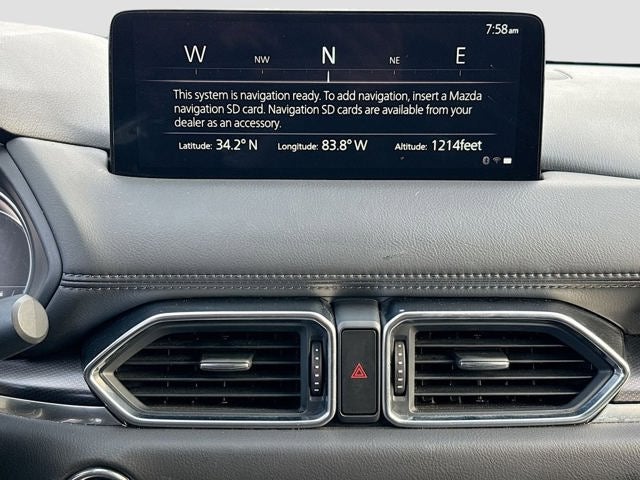 7:58am
W NW N NE E
This system is navigation ready. To add navigation, insert a Mazda
navigation SD card. Navigation SD cards are available from your
dealer as an accessory.
Latitude: 34.2° N Longitude: 83.8° W Altitude: 1214feet